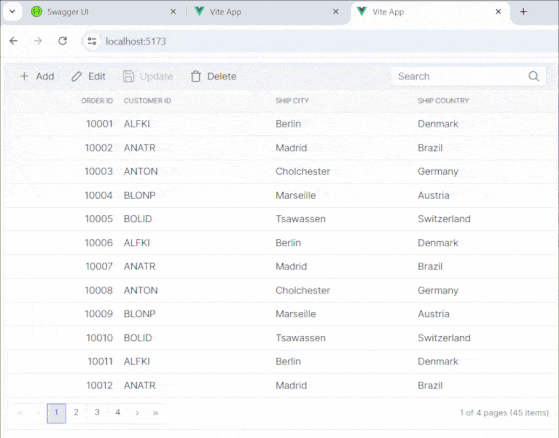 Swagger UI
Vite App
Vite App
localhost:5173
Add Edit Update Delete Search
ORDER ID CUSTOMER ID SHIP CITY SHIP COUNTRY
10001 ALFKI Berlin Denmark
10002 ANATR Madrid Brazil
10003 ANTON Cholchester Germany
10004 BLONP Marseille Austria
10005 BOLID Tsawassen Switzerland
10006 ALFKI Berlin Denmark
10007 ANATR Madrid Brazil
10008 ANTON Cholchester Germany
10009 BLONP Marseille Austria
10010 BOLID Tsawassen Switzerland
10011 ALFKI Berlin Denmark
10012 ANATR Madrid Brazil
1 2 3 4 1 of 4 pages (45 items)